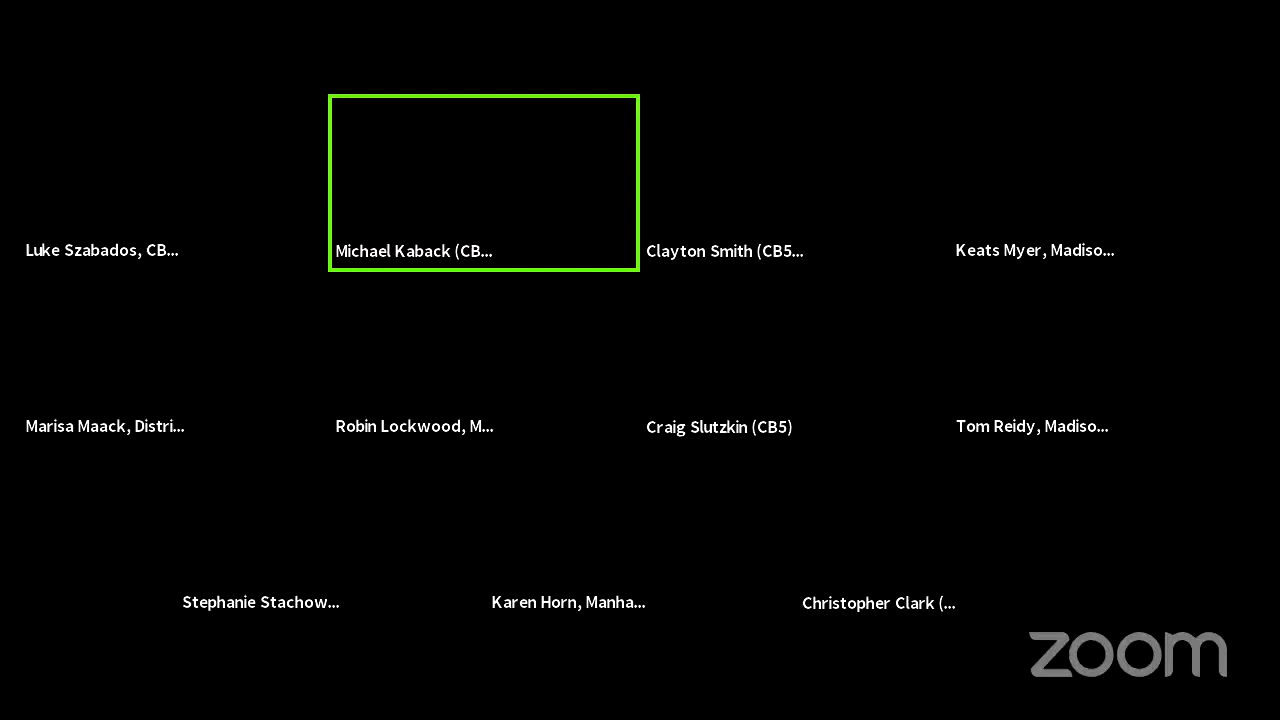 Luke Szabados, CB...
Michael Kaback (CB...
Clayton Smith (CB5...
Keats Myer, Madiso...
Marisa Maack, Distri...
Robin Lockwood, M...
Craig Slutzkin (CB5)
Tom Reidy, Madiso...
Stephanie Stachow...
Karen Horn, Manha...
Christopher Clark (...
zoom